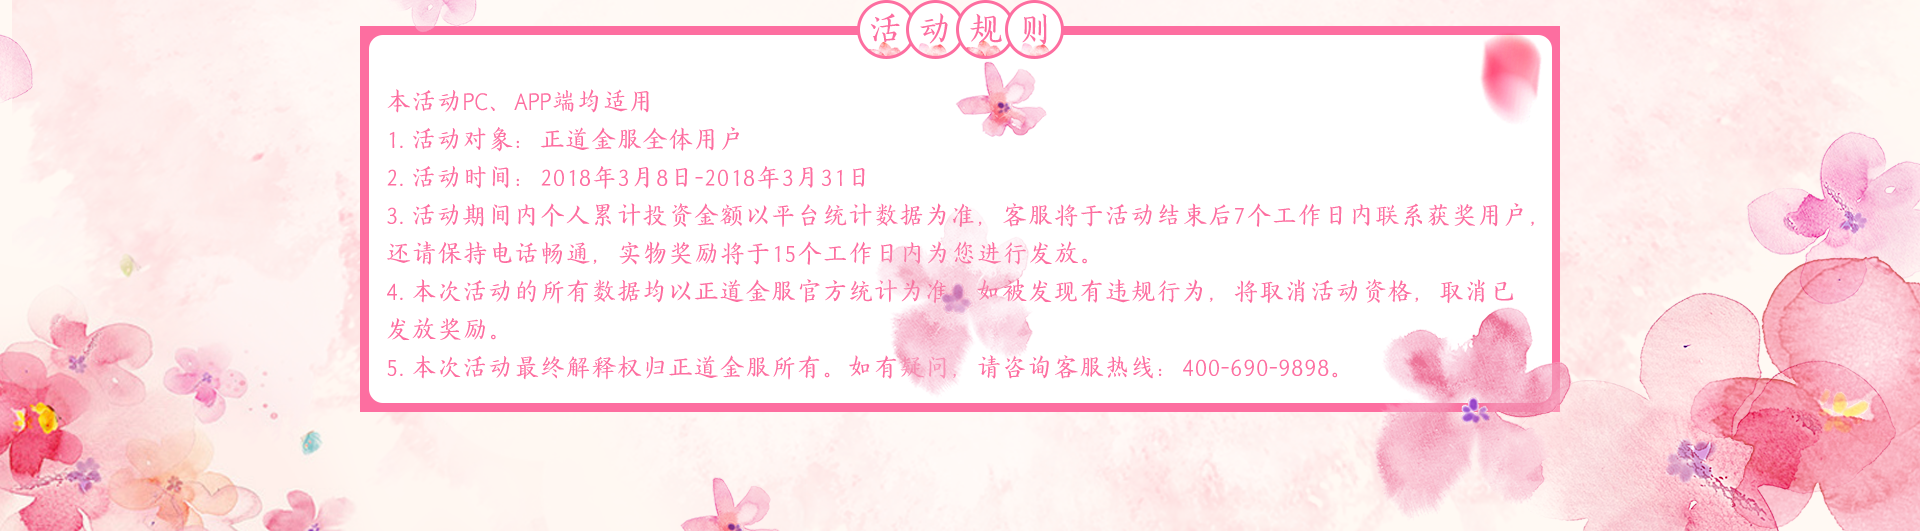 活动规则
本活动PC、APP端均适用
1. 活动对象：正道金服全体用户
2. 活动时间：2018年3月8日-2018年3月31日
3. 活动期间内个人累计投资金额以平台统计数据为准，客服将于活动结束后7个工作日内联系获奖用户，
还请保持电话畅通，实物奖励将于15个工作日内为您进行发放。
4. 本次活动的所有数据均以正道金服官方统计为准。如被发现有违规行为，将取消活动资格，取消已
发放奖励。
5. 本次活动最终解释权归正道金服所有。如有疑问，请咨询客服热线：400-690-9898。